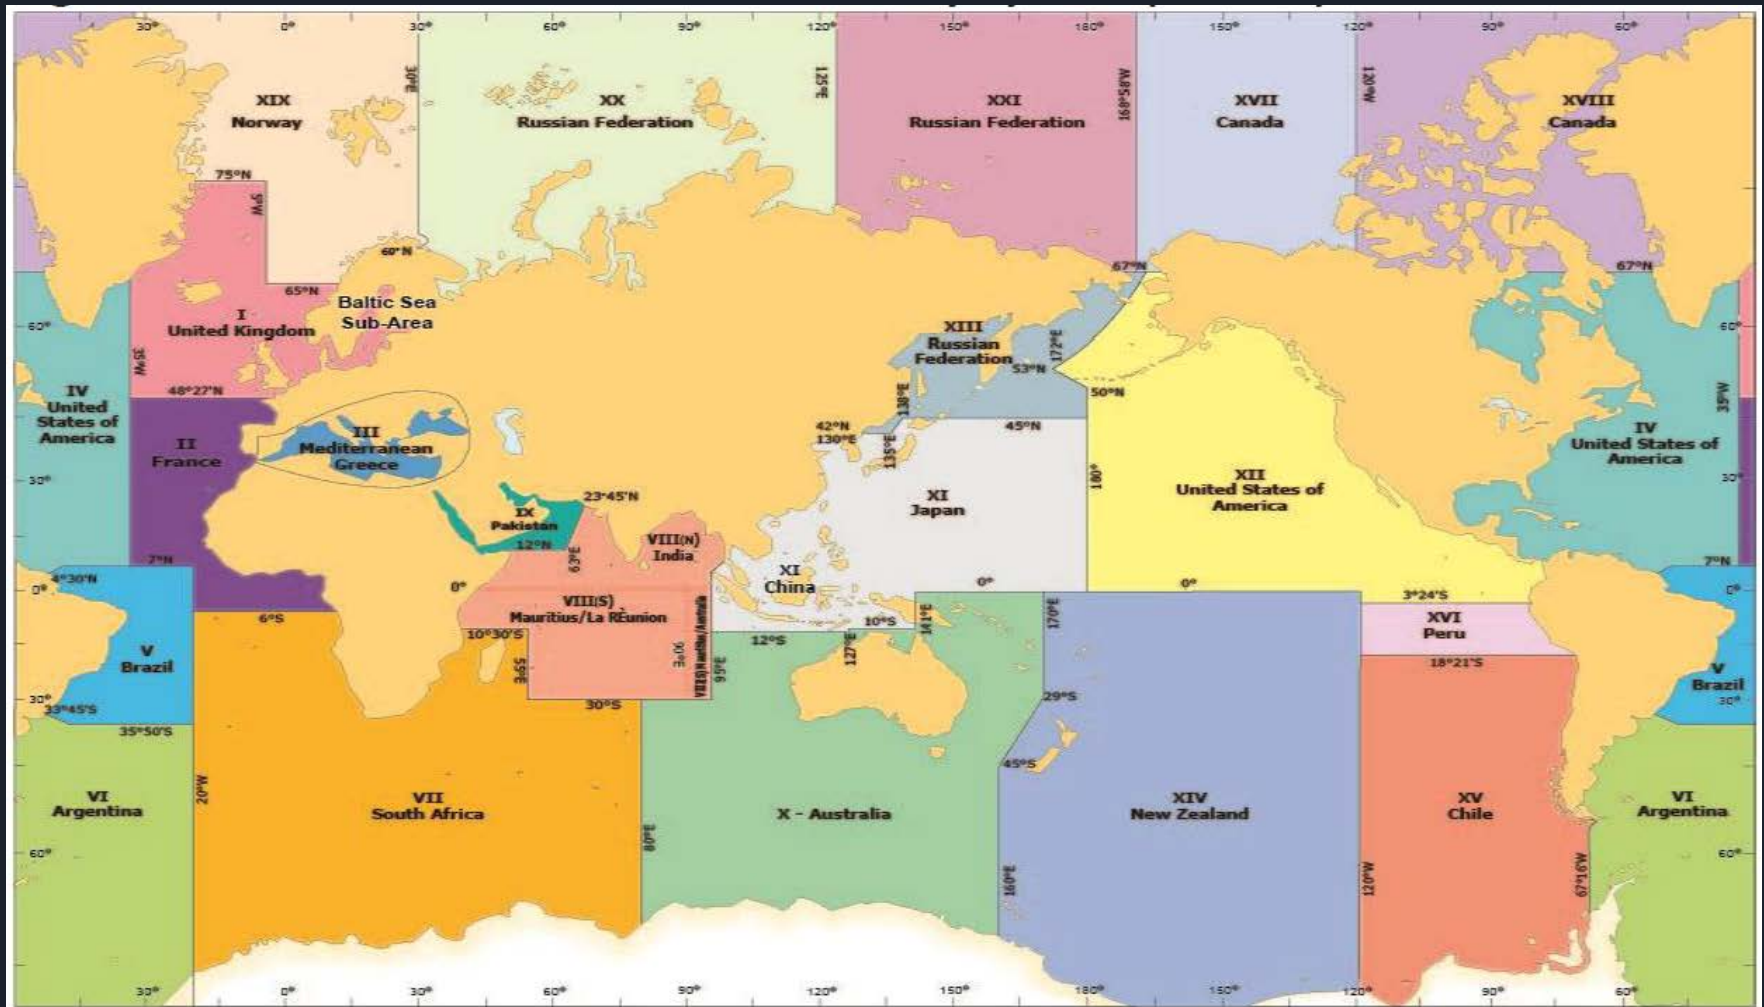 30° 0° 30° 60° 90° 120° 150° 180° 150° 120° 90° 60°
30°E
125°E
168°58'W
120°W
XIX
Norway
XX
Russian Federation
XXI
Russian Federation
XVII
Canada
XVIII
Canada
75°N
5°W
60°N
65°N
67°N
67°N
Baltic Sea
Sub-Area
I
United Kingdom
60°
60°
XIII
Russian
Federation
172°E
53°N
50°N
35°W
48°27'N
138°E
35°W
IV
United
States of
America
II
France
III
Mediterranean
Greece
42°N
130°E
135°E
45°N
IV
United States of
America
30°
30°
180°
XII
United States of
America
XI
Japan
23°45'N
IX
Pakistan
12°N
63°E
VIII(N)
India
7°N
7°N
4°30'N
0°
0°
XI
China
0°
0°
0°
3°24'S
6°S
VIII(S)
Mauritius/La RÈunion
10°30'S
55°E
90°E
95°E
12°S
10°S
127°E
141°E
170°E
XVI
Peru
18°21'S
V
Brazil
V
Brazil
30°
30°
33°45'S
35°50'S
30°S
29°S
45°S
20°W
VI
Argentina
VII
South Africa
80°E
X - Australia
160°E
XIV
New Zealand
120°W
XV
Chile
67°16'W
VI
Argentina
60°
60°
30° 0° 30° 60° 90° 120° 150° 180° 150° 120° 90° 60°